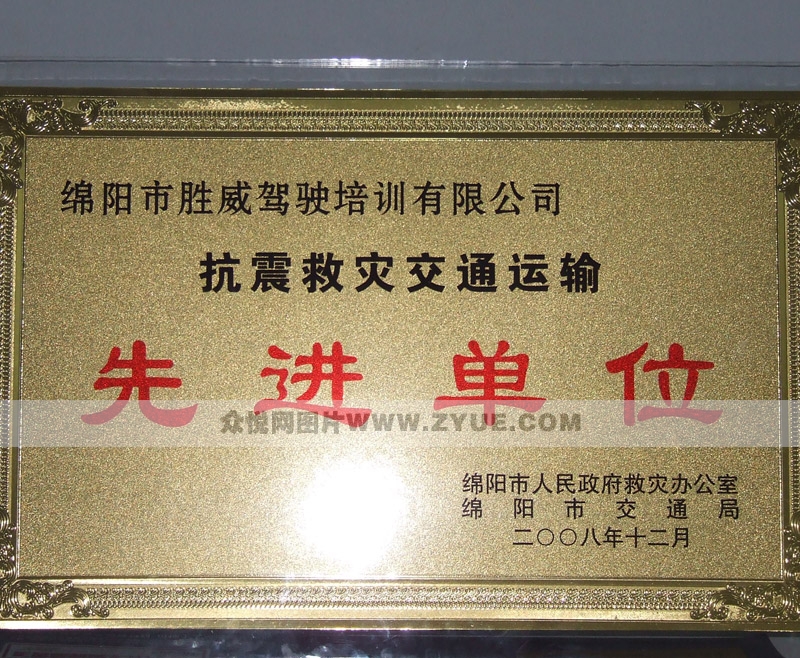 绵阳市胜威驾驶培训有限公司
抗震救灾交通运输
先进单位
众悦网图片WWW.ZYUE.COM
绵阳市人民政府救灾办公室
绵阳市交通局
二〇〇八年十二月